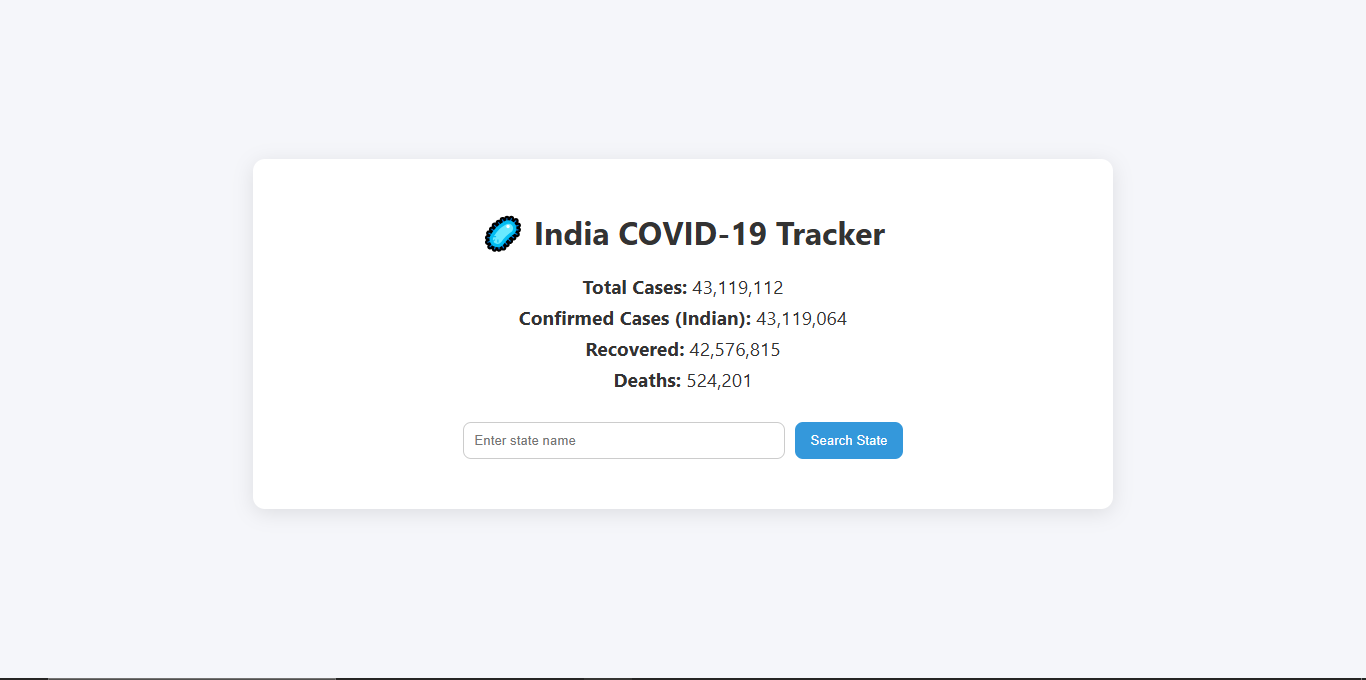 India COVID-19 Tracker
Total Cases: 43,119,112
Confirmed Cases (Indian): 43,119,064
Recovered: 42,576,815
Deaths: 524,201
Enter state name Search State